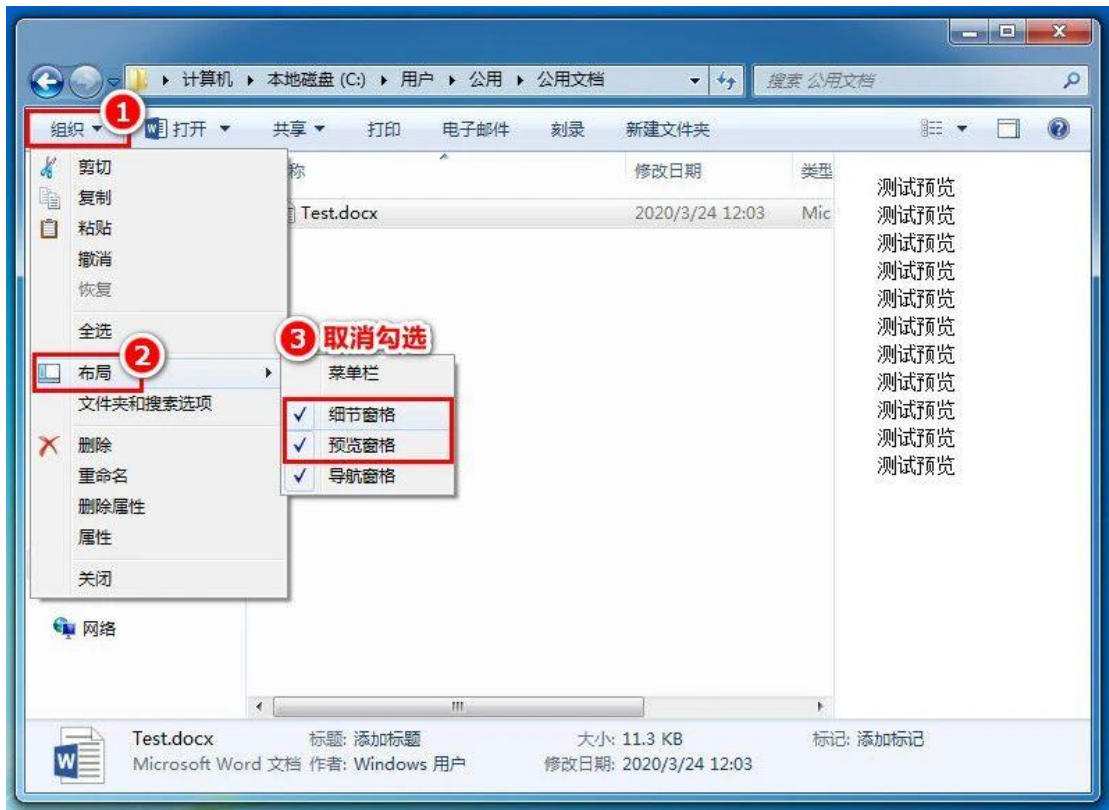 计算机 本地磁盘 (C:) 用户 公用 公用文档 搜索 公用文档
1
组织 打开 共享 打印 电子邮件 刻录 新建文件夹
剪切
复制
粘贴
撤消
恢复
全选
2
布局
文件夹和搜索选项
删除
重命名
删除属性
属性
关闭
网络
3 取消勾选
菜单栏
细节窗格
预览窗格
导航窗格
称 修改日期 类型
Test.docx 2020/3/24 12:03 Mic
测试预览
测试预览
测试预览
测试预览
测试预览
测试预览
测试预览
测试预览
测试预览
测试预览
测试预览
Test.docx 标题: 添加标题 大小: 11.3 KB 标记: 添加标记
Microsoft Word 文档 作者: Windows 用户 修改日期: 2020/3/24 12:03